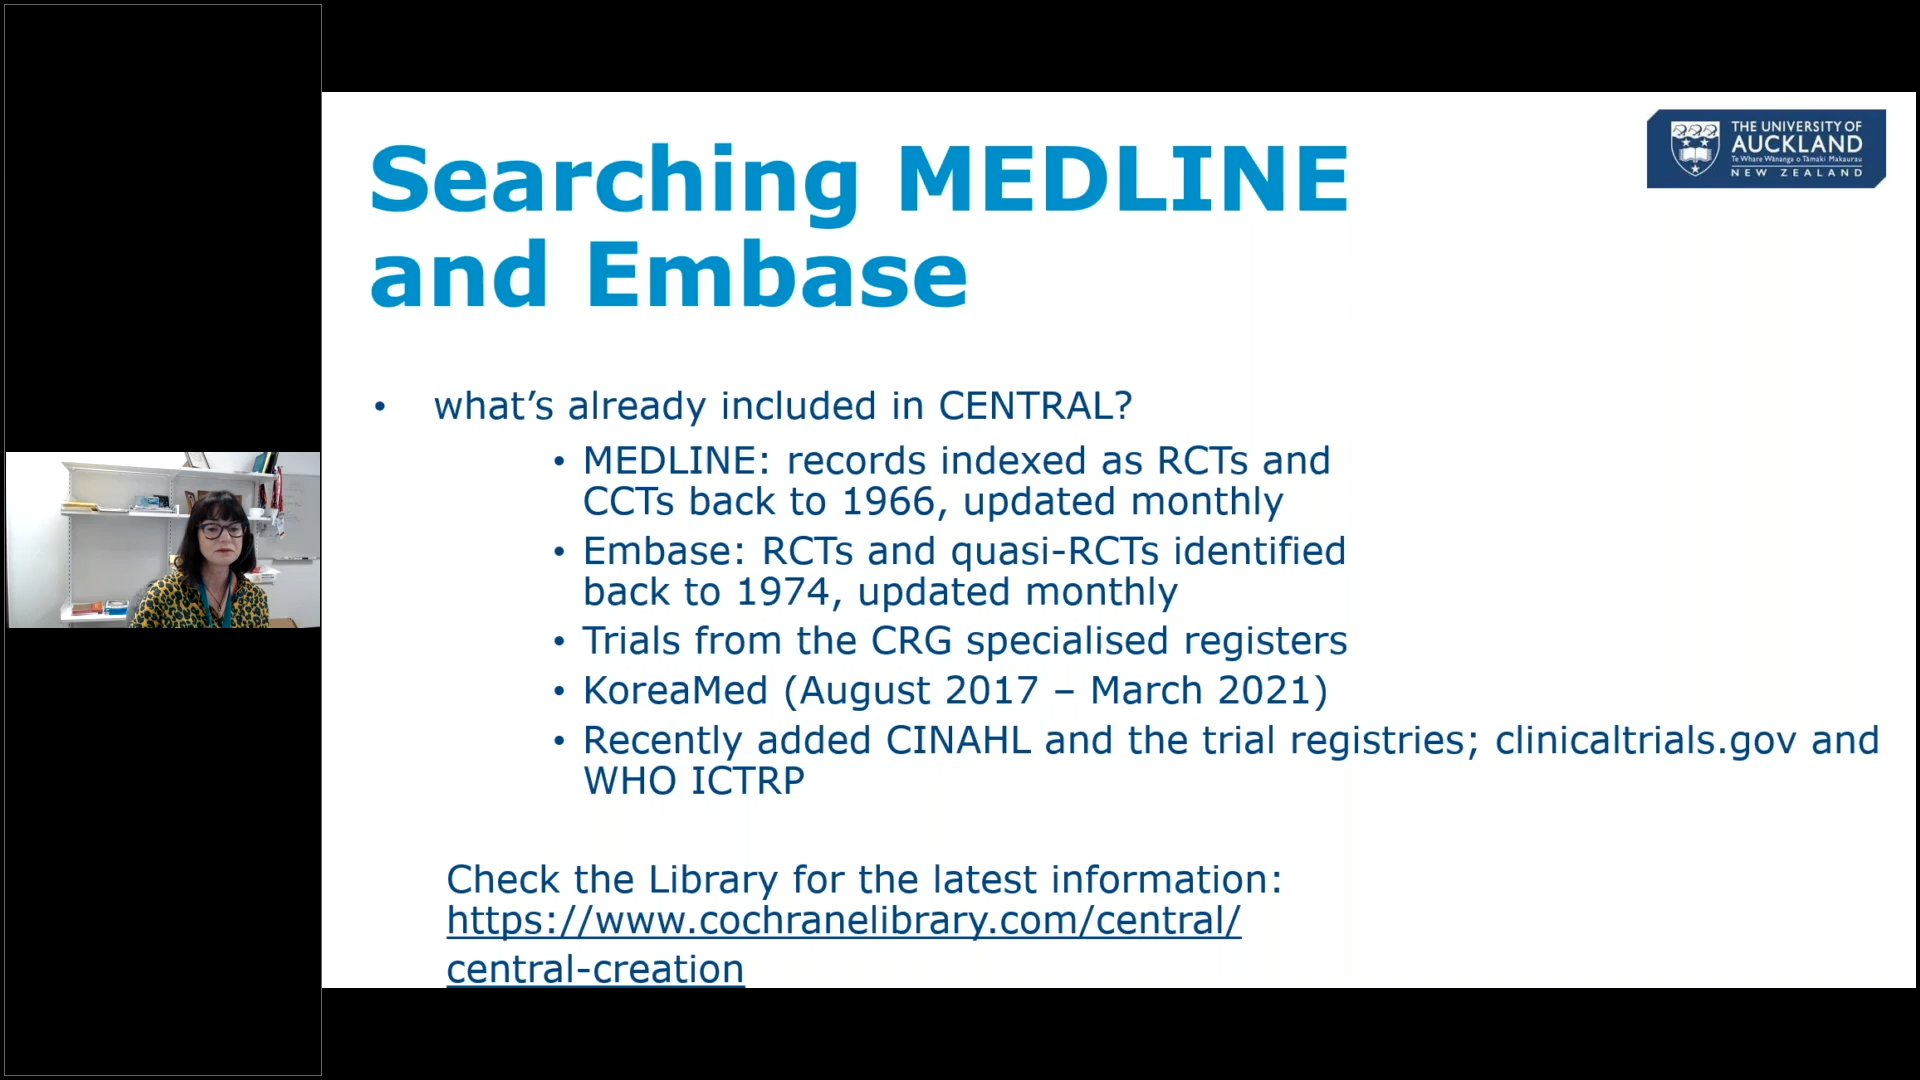 THE UNIVERSITY OF
AUCKLAND
Te Whare Wānanga o Tāmaki Makaurau
NEW ZEALAND
Searching MEDLINE
and Embase
• what’s already included in CENTRAL?
• MEDLINE: records indexed as RCTs and
CCTs back to 1966, updated monthly
• Embase: RCTs and quasi-RCTs identified
back to 1974, updated monthly
• Trials from the CRG specialised registers
• KoreaMed (August 2017 – March 2021)
• Recently added CINAHL and the trial registries; clinicaltrials.gov and
WHO ICTRP
Check the Library for the latest information:
https://www.cochranelibrary.com/central/
central-creation